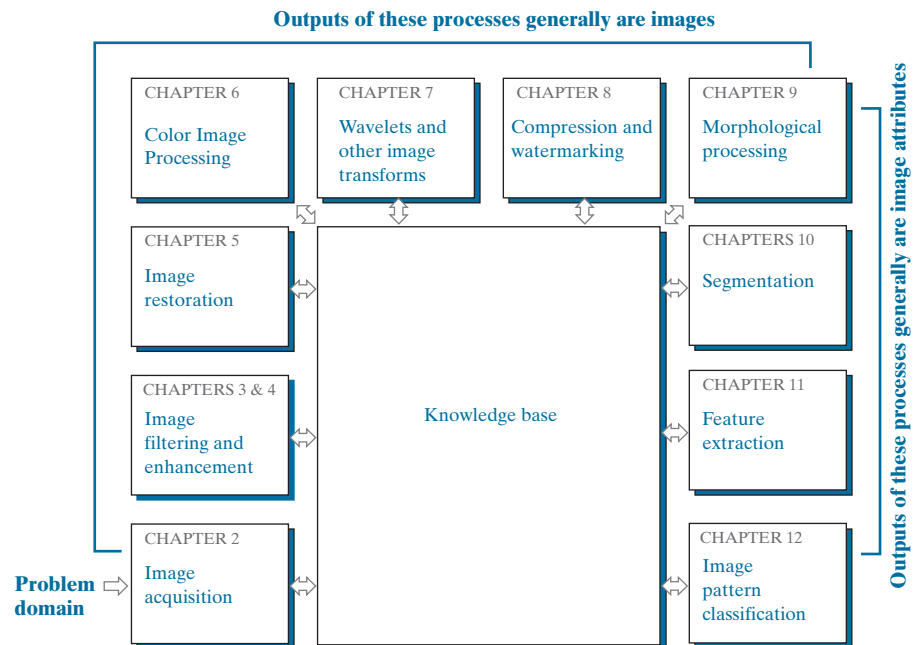 Outputs of these processes generally are images
CHAPTER 6
Color Image
Processing
CHAPTER 7
Wavelets and
other image
transforms
CHAPTER 8
Compression and
watermarking
CHAPTER 9
Morphological
processing
Outputs of these processes generally are image attributes
CHAPTER 5
Image
restoration
CHAPTERS 10
Segmentation
CHAPTERS 3 & 4
Image
filtering and
enhancement
Knowledge base
CHAPTER 11
Feature
extraction
Problem
domain
CHAPTER 2
Image
acquisition
CHAPTER 12
Image
pattern
classification